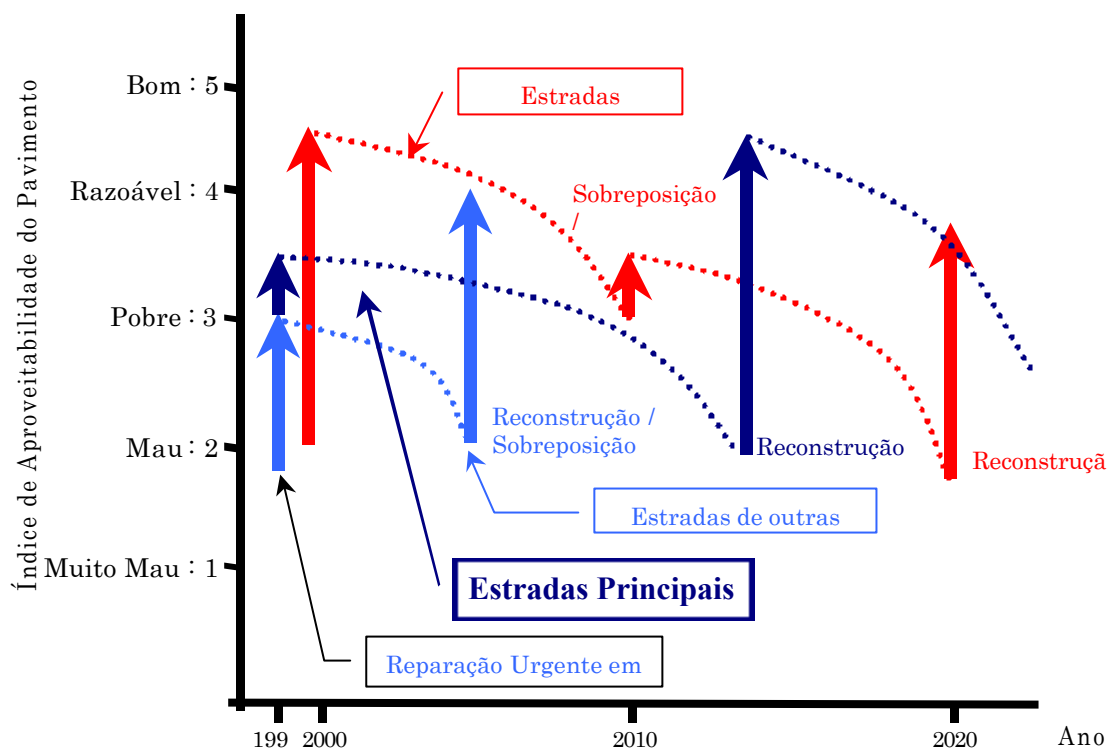 Índice de Aproveitabilidade do Pavimento
Bom : 5
Razoável : 4
Pobre : 3
Mau : 2
Muito Mau : 1
Estradas
Sobreposição
/
Reconstrução /
Sobreposição
Reconstrução
Reconstruçã
Estradas de outras
Estradas Principais
Reparação Urgente em
199 2000 2010 2020 Ano